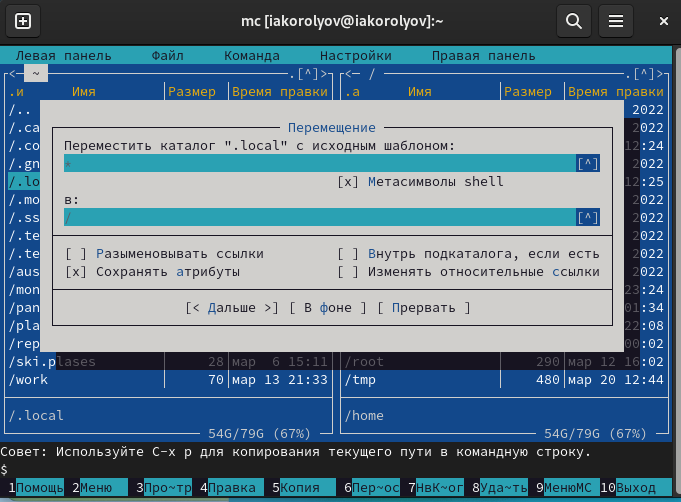 mc [iakorolyov@iakorolyov]:~
Левая панель Файл Команда Настройки Правая панель
<─ ~ .[^]> <─ / .[^]>
.и Имя Размер Время правки .а Имя Размер Время правки
/.. 2022
/.ca 2022
/.co 12:24
/.gn 2022
/.lo 12:25
/.mo 2022
/.ss 2022
/.te 2022
/.te 2022
/aus 2022
/mon 23:24
/pan 01:34
/pla 22:08
/rep 00:02
Перемещение
Переместить каталог ".local" с исходным шаблоном:
* [^]
[x] Метасимволы shell
в:
/ [^]
[ ] Разыменовывать ссылки [ ] Внутрь подкаталога, если есть
[x] Сохранять атрибуты [ ] Изменять относительные ссылки
[< Дальше >] [ В фоне ] [ Прервать ]
/ski.plases 28 мар 6 15:11 /root 290 мар 12 16:02
/work 70 мар 13 21:33 /tmp 480 мар 20 12:44
/.local /home
54G/79G (67%) 54G/79G (67%)
Совет: Используйте C-x p для копирования текущего пути в командную строку.
$
1Помощь 2Меню 3Про~тр 4Правка 5Копия 6Пер~ос 7НвК~ог 8Уда~ть 9МенюMC 10Выход